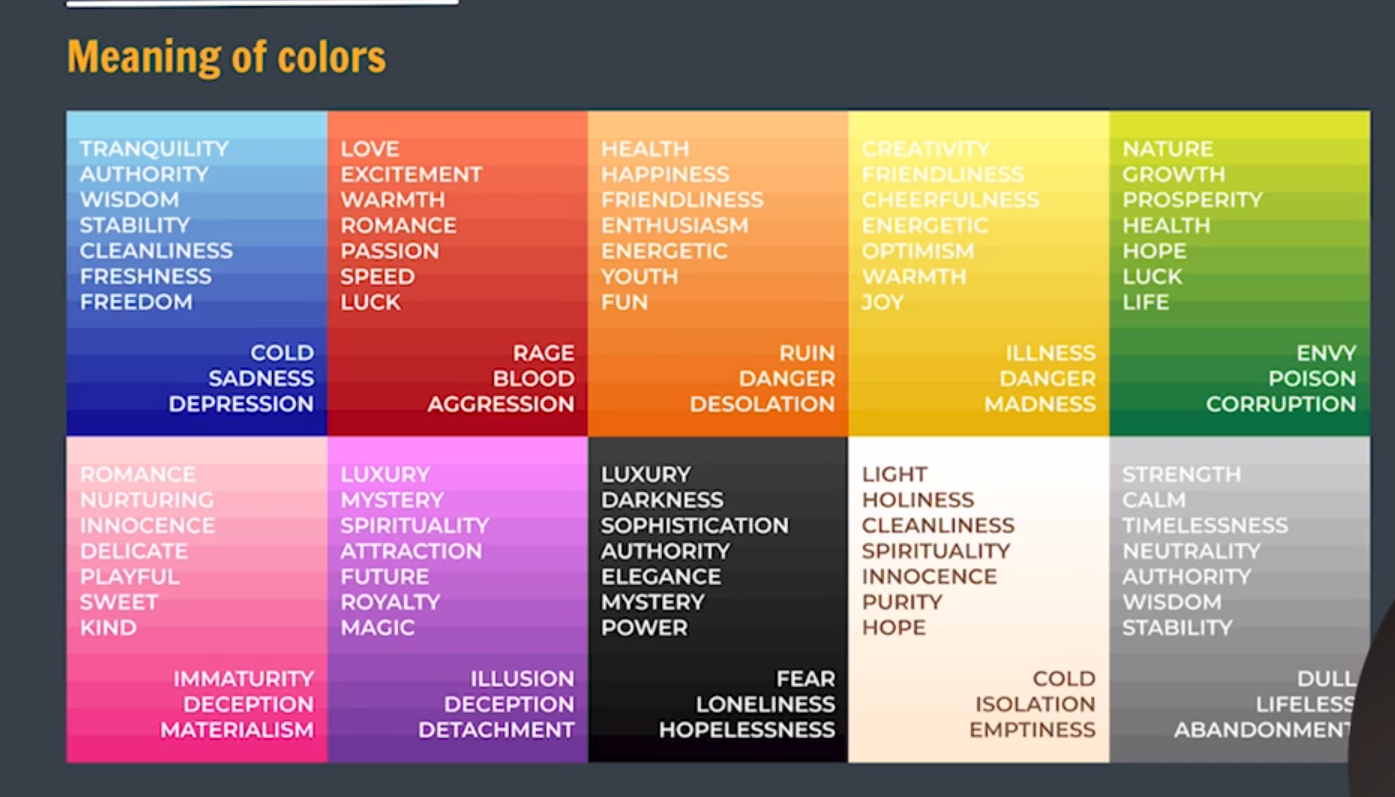 Meaning of colors
TRANQUILITY
AUTHORITY
WISDOM
STABILITY
CLEANLINESS
FRESHNESS
FREEDOM
COLD
SADNESS
DEPRESSION
LOVE
EXCITEMENT
WARMTH
ROMANCE
PASSION
SPEED
LUCK
RAGE
BLOOD
AGGRESSION
HEALTH
HAPPINESS
FRIENDLINESS
ENTHUSIASM
ENERGETIC
YOUTH
FUN
RUIN
DANGER
DESOLATION
CREATIVITY
FRIENDLINESS
CHEERFULNESS
ENERGETIC
OPTIMISM
WARMTH
JOY
ILLNESS
DANGER
MADNESS
NATURE
GROWTH
PROSPERITY
HEALTH
HOPE
LUCK
LIFE
ENVY
POISON
CORRUPTION
ROMANCE
NURTURING
INNOCENCE
DELICATE
PLAYFUL
SWEET
KIND
IMMATURITY
DECEPTION
MATERIALISM
LUXURY
MYSTERY
SPIRITUALITY
ATTRACTION
FUTURE
ROYALTY
MAGIC
ILLUSION
DECEPTION
DETACHMENT
LUXURY
DARKNESS
SOPHISTICATION
AUTHORITY
ELEGANCE
MYSTERY
POWER
FEAR
LONELINESS
HOPELESSNESS
LIGHT
HOLINESS
CLEANLINESS
SPIRITUALITY
INNOCENCE
PURITY
HOPE
COLD
ISOLATION
EMPTINESS
STRENGTH
CALM
TIMELESSNESS
NEUTRALITY
AUTHORITY
WISDOM
STABILITY
DULL
LIFELESS
ABANDONMENT